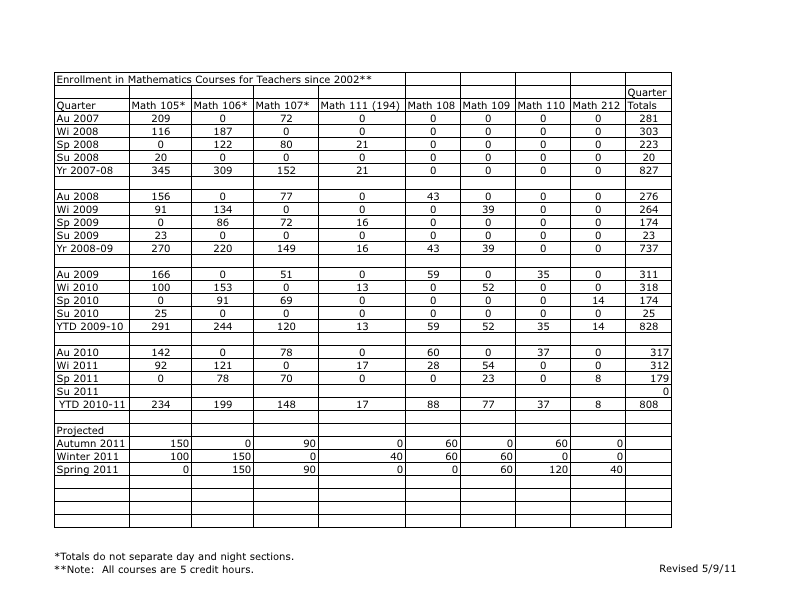 Enrollment in Mathematics Courses for Teachers since 2002**
Quarter
Quarter Math 105* Math 106* Math 107* Math 111 (194) Math 108 Math 109 Math 110 Math 212 Totals
Au 2007 209 0 72 0 0 0 0 0 281
Wi 2008 116 187 0 0 0 0 0 0 303
Sp 2008 0 122 80 21 0 0 0 0 223
Su 2008 20 0 0 0 0 0 0 0 20
Yr 2007-08 345 309 152 21 0 0 0 0 827
Au 2008 156 0 77 0 43 0 0 0 276
Wi 2009 91 134 0 0 0 39 0 0 264
Sp 2009 0 86 72 16 0 0 0 0 174
Su 2009 23 0 0 0 0 0 0 0 23
Yr 2008-09 270 220 149 16 43 39 0 0 737
Au 2009 166 0 51 0 59 0 35 0 311
Wi 2010 100 153 0 13 0 52 0 0 318
Sp 2010 0 91 69 0 0 0 0 14 174
Su 2010 25 0 0 0 0 0 0 0 25
YTD 2009-10 291 244 120 13 59 52 35 14 828
Au 2010 142 0 78 0 60 0 37 0 317
Wi 2011 92 121 0 17 28 54 0 0 312
Sp 2011 0 78 70 0 0 23 0 8 179
Su 2011 0
YTD 2010-11 234 199 148 17 88 77 37 8 808
Projected
Autumn 2011 150 0 90 0 60 0 60 0
Winter 2011 100 150 0 40 60 60 0 0
Spring 2011 0 150 90 0 0 60 120 40
*Totals do not separate day and night sections.
**Note: All courses are 5 credit hours.
Revised 5/9/11